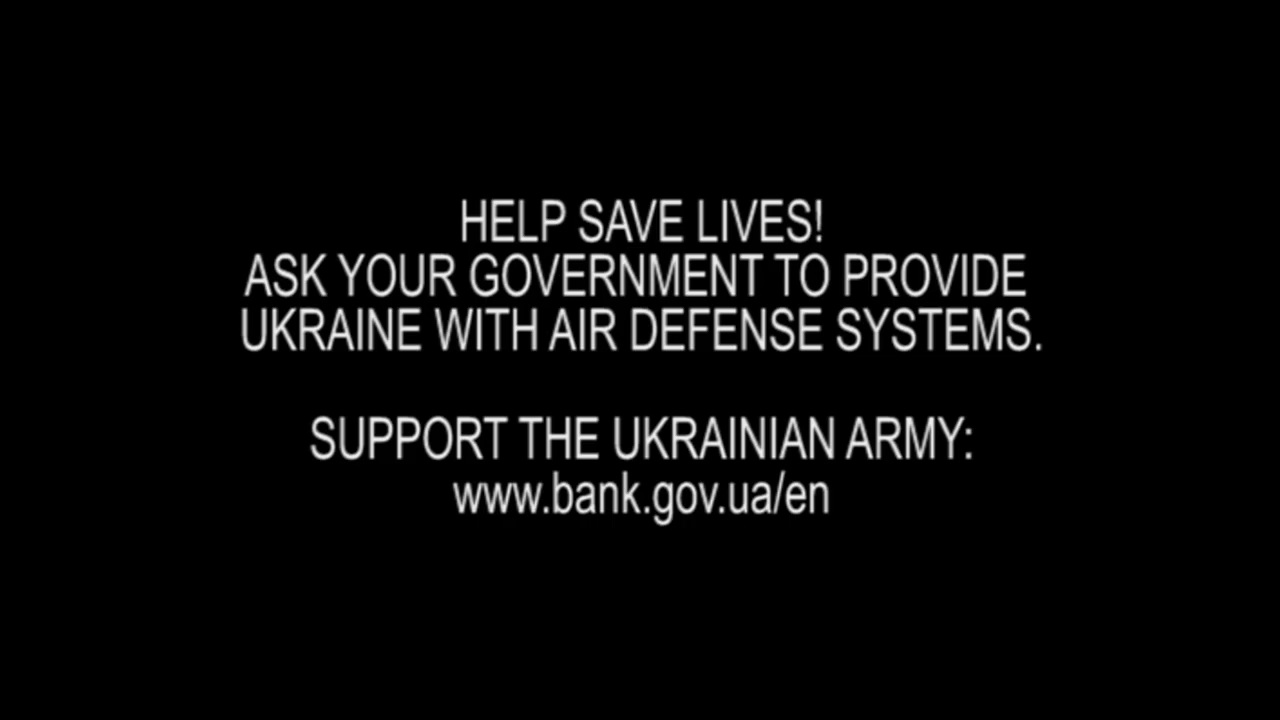 HELP SAVE LIVES!
ASK YOUR GOVERNMENT TO PROVIDE
UKRAINE WITH AIR DEFENSE SYSTEMS.
SUPPORT THE UKRAINIAN ARMY:
www.bank.gov.ua/en